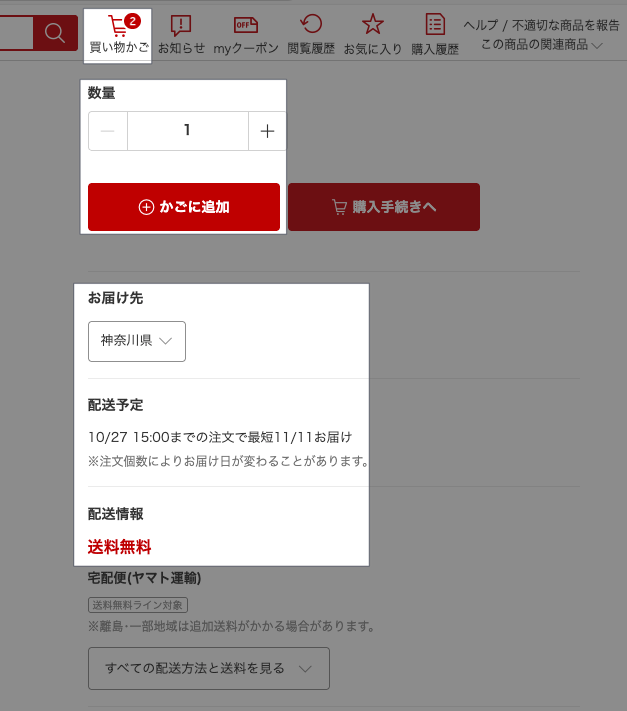 2
買い物かご
お知らせ
OFF
myクーポン
閲覧履歴
お気に入り
購入履歴
ヘルプ / 不適切な商品を報告
この商品の関連商品
数量
1
かごに追加
購入手続きへ
お届け先
神奈川県
配送予定
10/27 15:00までの注文で最短11/11お届け
※注文個数によりお届け日が変わることがあります。
配送情報
送料無料
宅配便(ヤマト運輸)
送料無料ライン対象
※離島･一部地域は追加送料がかかる場合があります。
すべての配送方法と送料を見る